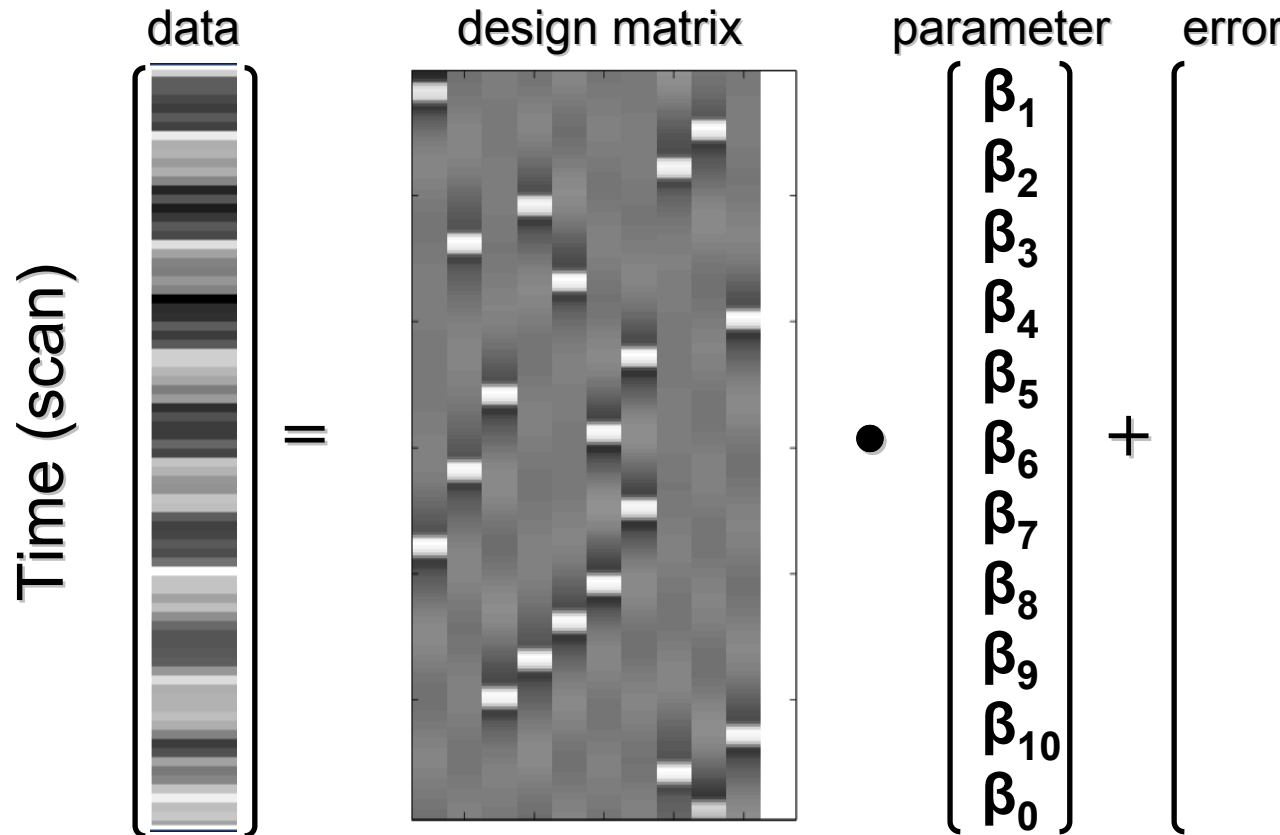 data
design matrix
parameter
error
Time (scan)
=
•
β1
β2
β3
β4
β5
β6
β7
β8
β9
β10
β0
+